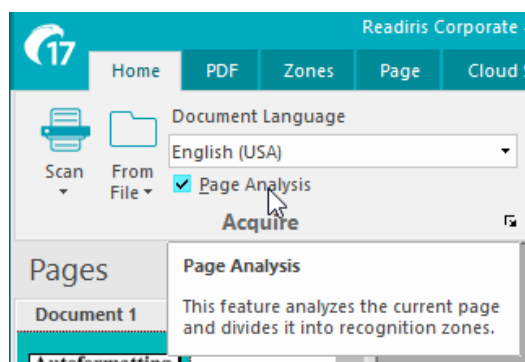 Readiris Corporate -
17
Home PDF Zones Page Cloud
Document Language
English (USA)
Scan From File
Page Analysis
Acquire
Pages
Page Analysis
This feature analyzes the current page
and divides it into recognition zones.
Document 1
Autoformatting